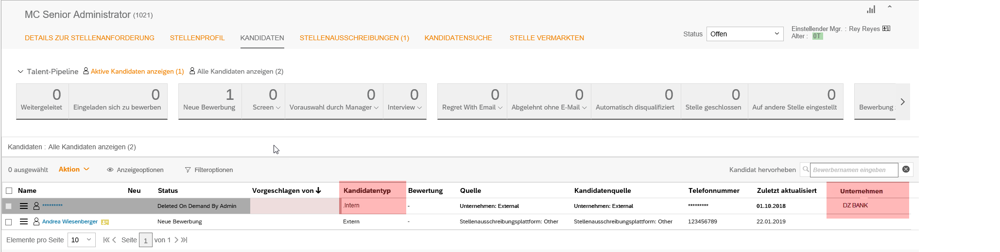 MC Senior Administrator (1021)
DETAILS ZUR STELLENANFORDERUNG STELLENPROFIL KANDIDATEN STELLENAUSSCHREIBUNGEN (1) KANDIDATENSUCHE STELLE VERMARKTEN
Status Offen
Einstellender Mgr. : Rey Reyes
Alter : 0T
Talent-Pipeline Aktive Kandidaten anzeigen (1) Alle Kandidaten anzeigen (2)
0 0 1 0 0 0 0 0 0 0 0
Weitergeleitet Eingeladen sich zu bewerben Neue Bewerbung Screen Vorauswahl durch Manager Interview Regret With Email Abgelehnt ohne E-Mail Automatisch disqualifiziert Stelle geschlossen Auf andere Stelle eingestellt Bewerbung
Kandidaten : Alle Kandidaten anzeigen (2)
0 ausgewählt Aktion Anzeigeoptionen Filteroptionen Kandidat hervorheben Bewerbernamen eingeben
Name Neu Status Vorgeschlagen von Kandidatentyp Bewertung Quelle Kandidatenquelle Telefonnummer Zuletzt aktualisiert Unternehmen
********* Deleted On Demand By Admin .Intern - Unternehmen: External Unternehmen: External ********* 01.10.2018 DZ BANK
Andrea Wiesenberger Neue Bewerbung Extern - Stellenausschreibungsplattform: Other Stellenausschreibungsplattform: Other 123456789 22.01.2019
Elemente pro Seite 10 Seite 1 von 1